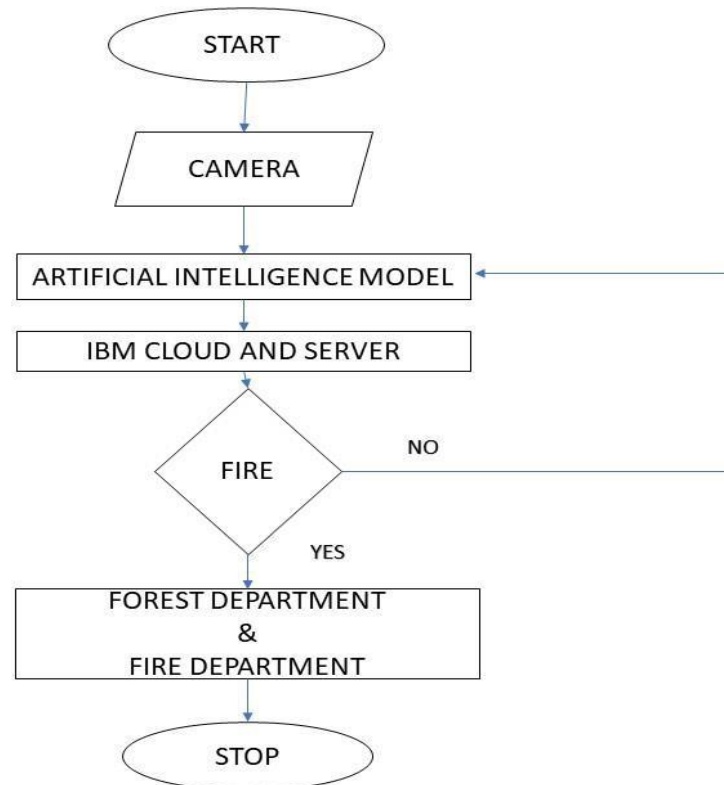 START
CAMERA
ARTIFICIAL INTELLIGENCE MODEL
IBM CLOUD AND SERVER
FIRE
NO
YES
FOREST DEPARTMENT
&
FIRE DEPARTMENT
STOP